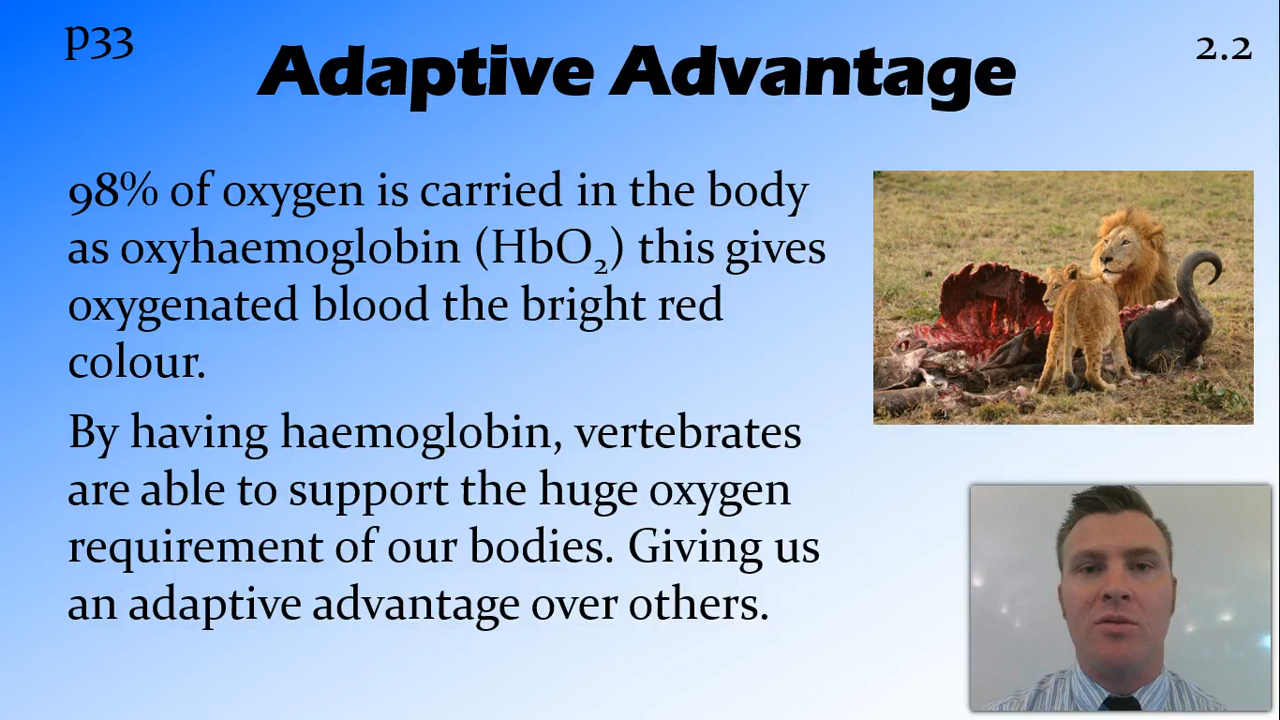 p33
Adaptive Advantage
2.2
98% of oxygen is carried in the body
as oxyhaemoglobin (HbO₂) this gives
oxygenated blood the bright red
colour.
By having haemoglobin, vertebrates
are able to support the huge oxygen
requirement of our bodies. Giving us
an adaptive advantage over others.